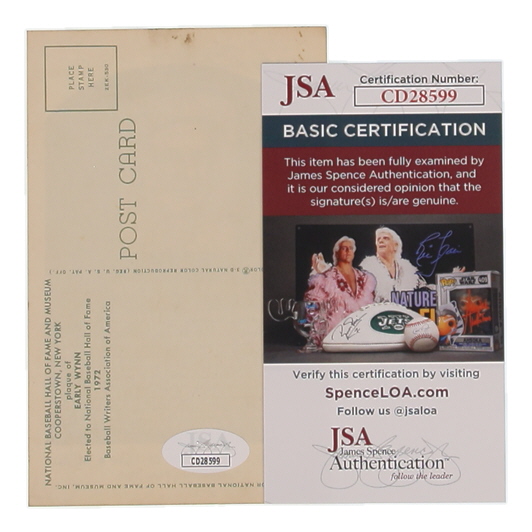 PLACE
STAMP
HERE
POST CARD
NATIONAL BASEBALL HALL OF FAME AND MUSEUM
COOPERSTOWN, NEW YORK
plaque of
EARLY WYNN
Elected to National Baseball Hall of Fame
1972
Baseball Writers Association of America
CD28599
JSA
Certification Number:
CD28599
BASIC CERTIFICATION
This item has been fully examined by
James Spence Authentication, and
it is our considered opinion that the
signature(s) is/are genuine.
NATURE
JETS
Verify this certification by visiting
SpenceLOA.com
Follow us @jsaloa
JSA
James Spence
Authentication
follow the leader